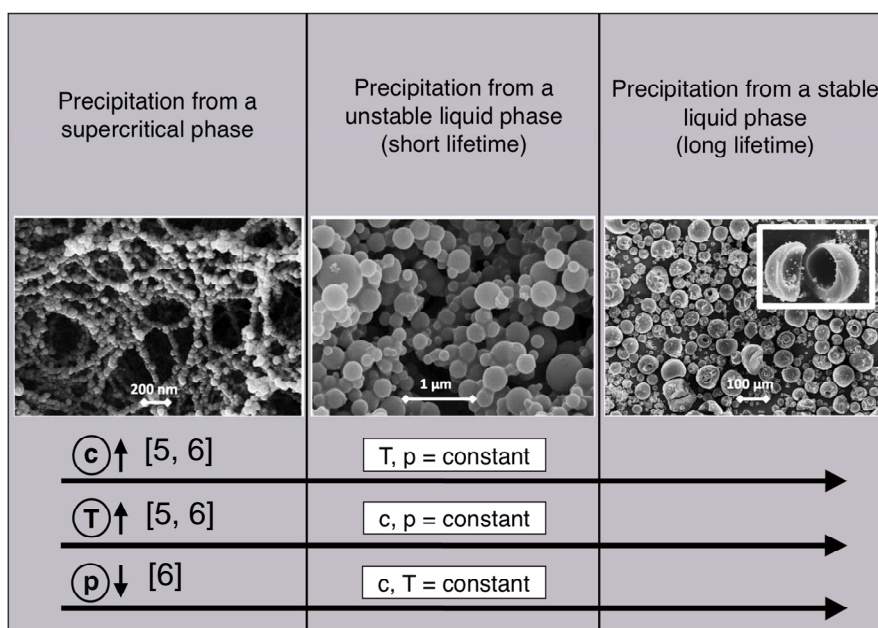 Precipitation from a
supercritical phase
Precipitation from a
unstable liquid phase
(short lifetime)
Precipitation from a stable
liquid phase
(long lifetime)
200 nm
1 µm
100 µm
c [5, 6]
T, p = constant
T [5, 6]
c, p = constant
p [6]
c, T = constant